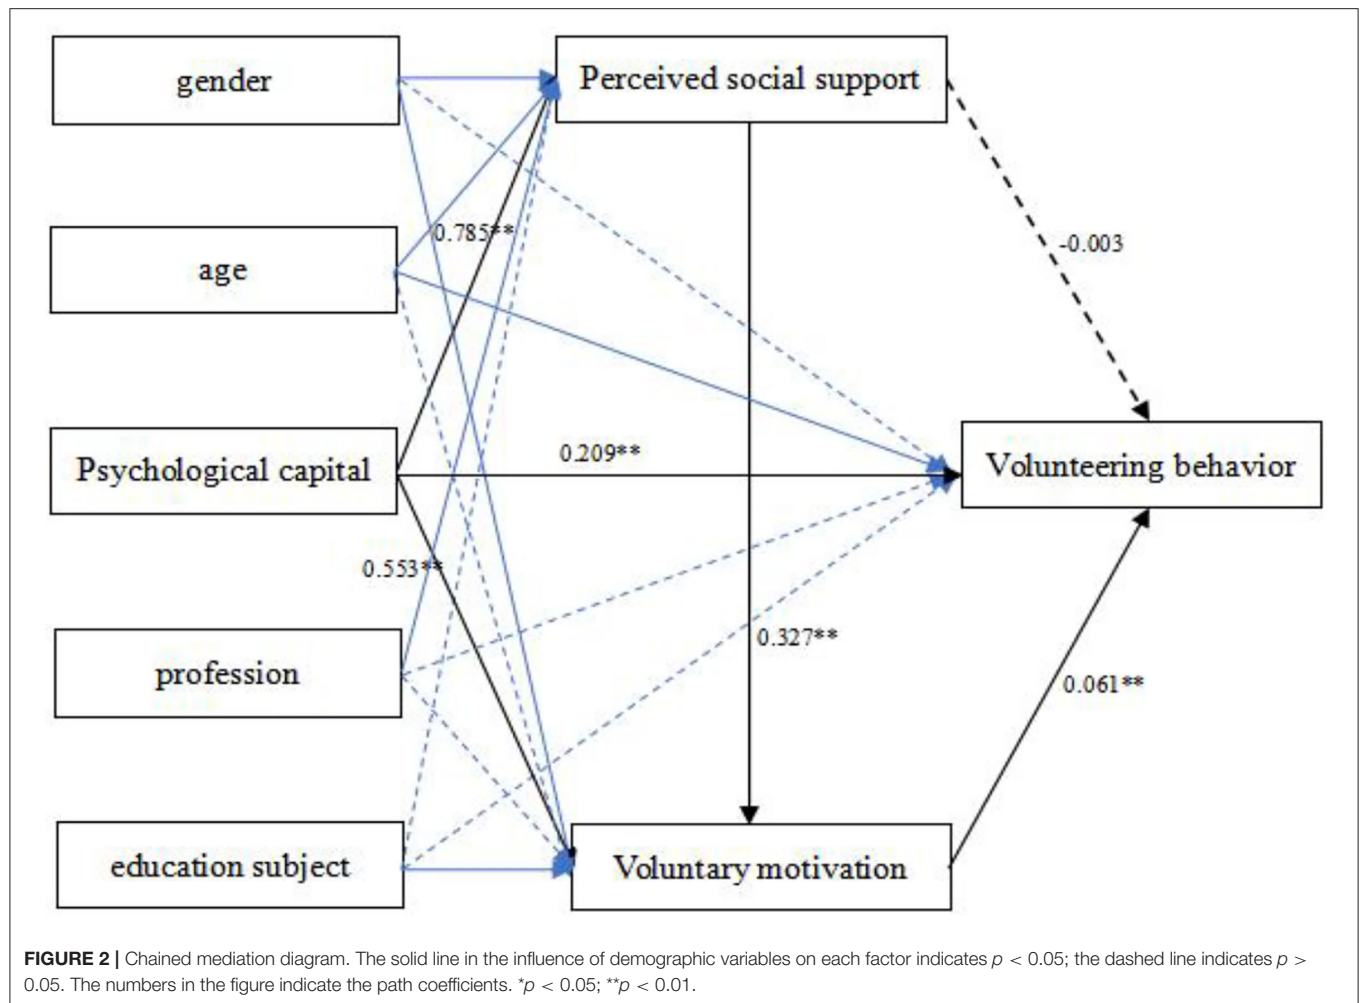 gender
Perceived social support
0.785**
-0.003
age
Psychological capital
0.209**
Volunteering behavior
0.553**
profession
0.327**
0.061**
education subject
Voluntary motivation
FIGURE 2 | Chained mediation diagram. The solid line in the influence of demographic variables on each factor indicates p < 0.05; the dashed line indicates p >
0.05. The numbers in the figure indicate the path coefficients. *p < 0.05; **p < 0.01.